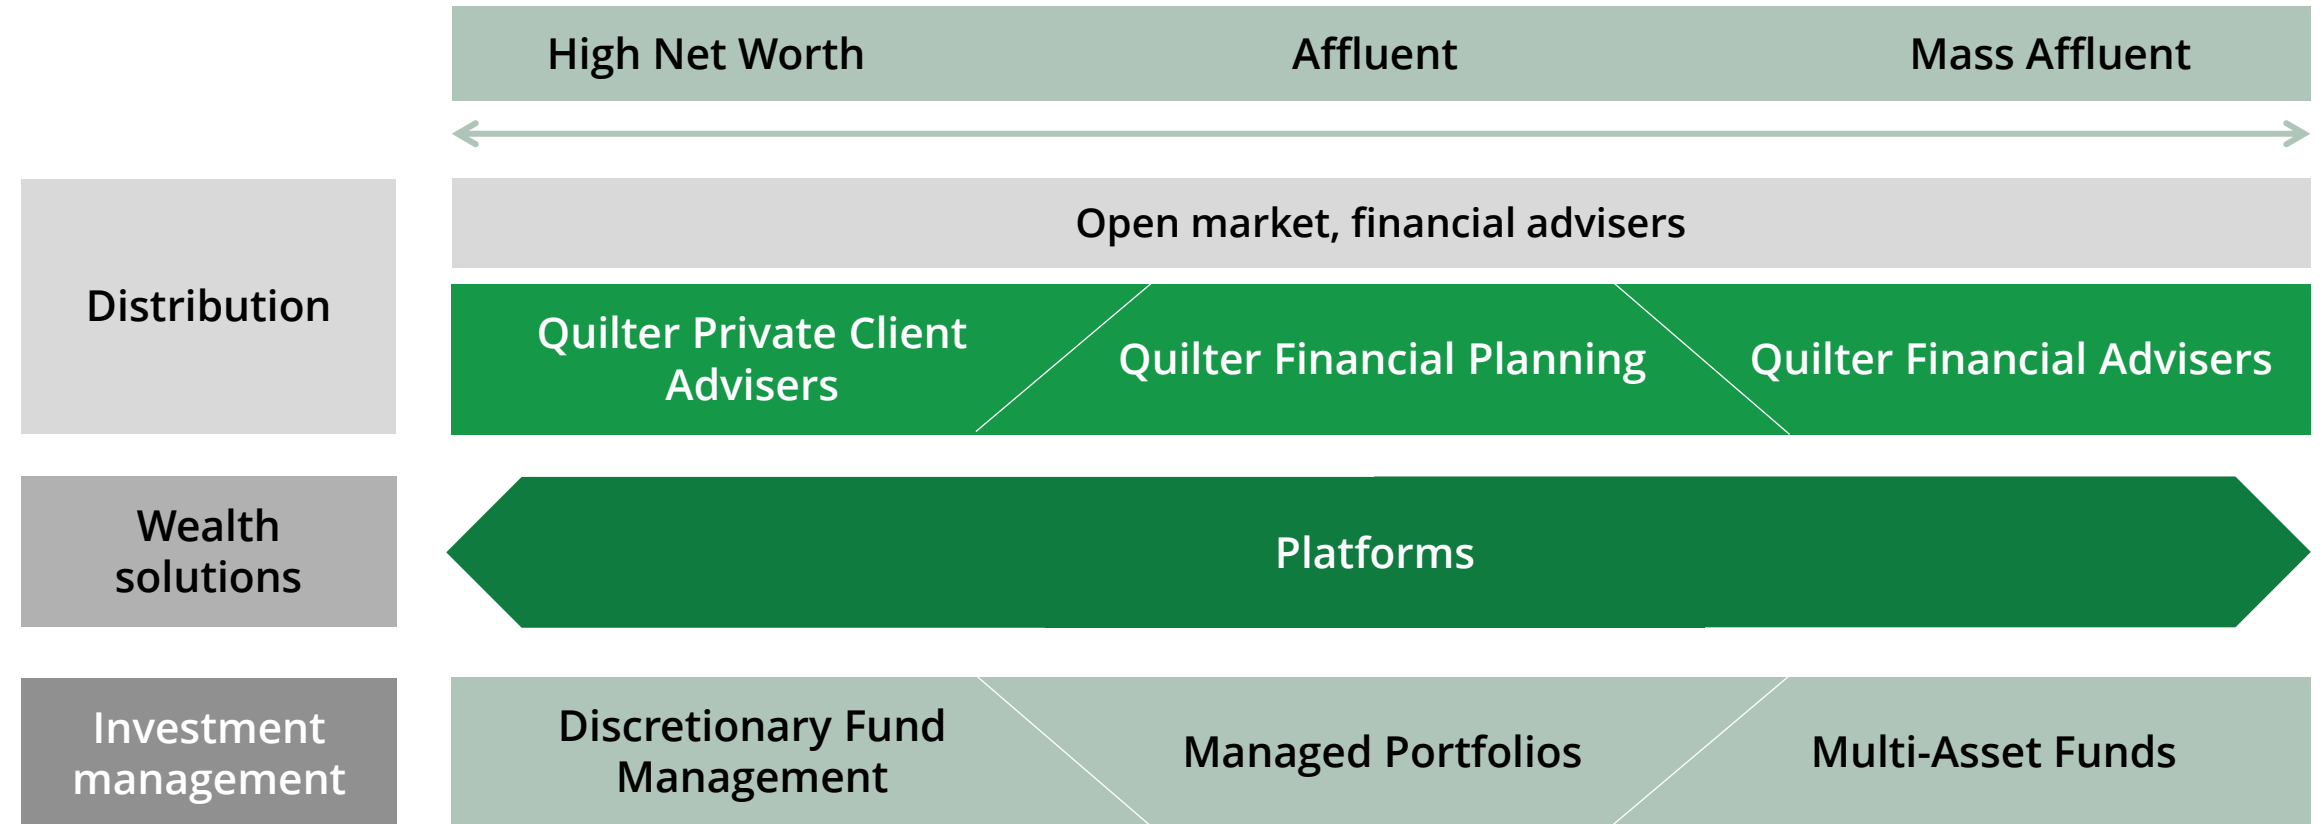 High Net Worth
Affluent
Mass Affluent
Open market, financial advisers
Distribution
Quilter Private Client
Advisers
Quilter Financial Planning
Quilter Financial Advisers
Wealth
solutions
Platforms
Investment
management
Discretionary Fund
Management
Managed Portfolios
Multi-Asset Funds